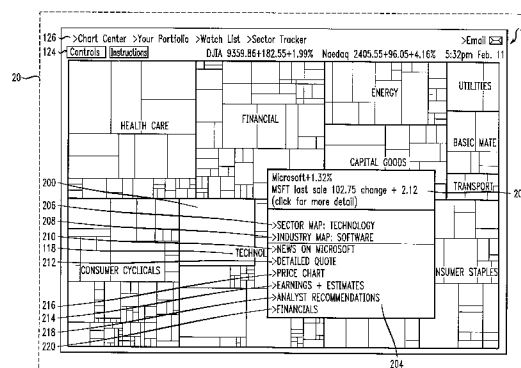 126 >Chart Center >Your Portfolio >Watch List >Sector Tracker >Email
124 Controls Instructions DJTA 9359.86+182.55+1.99% Naedaq 2405.55+96.05+4.16% 5:32pm Feb. 11
20
ENERGY
UTILITIES
FINANCIAL
HEALTH CARE
BASIC MATE
CAPITAL GOODS
Microsoft+1.32%
MSFT last sale 102.75 change + 2.12
(click for more detail)
TRANSPORT
20
200
206
208
210
118
212
>SECTOR MAP: TECHNOLOGY
>INDUSTRY MAP: SOFTWARE
>NEWS ON MICROSOFT
TECHNOL
>DETAILED QUOTE
CONSUMER CYCLICALS
NSUMER STAPLES
>PRICE CHART
216
>EARNINGS + ESTIMATES
214
>ANALYST RECOMMENDATIONS
218
>FINANCIALS
220
204